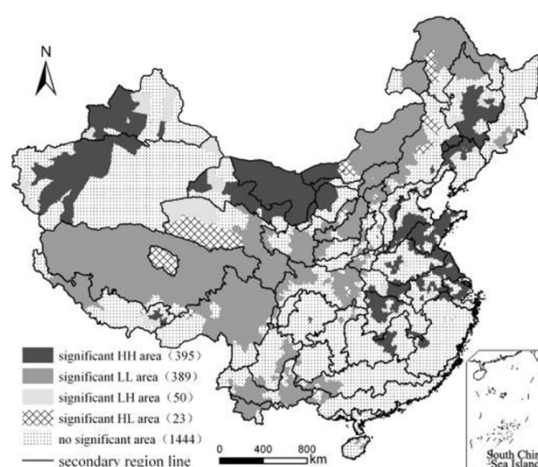 N
significant HH area（395）
significant LL area（389）
significant LH area（50）
significant HL area（23）
no significant area（1444）
secondary region line
0 400 800
km
South China
Sea Island